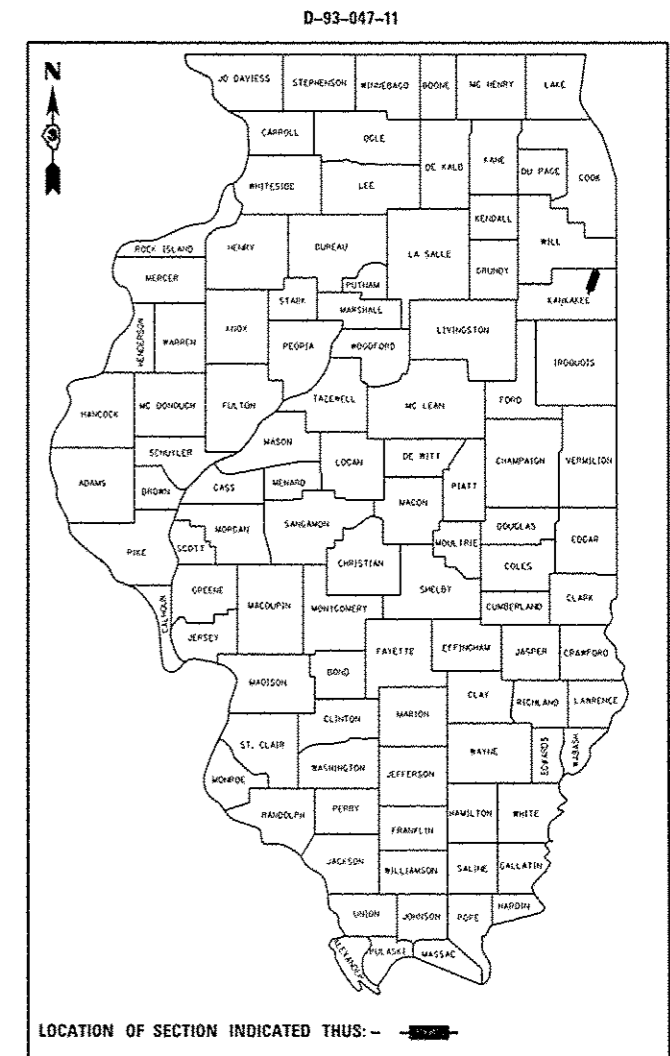 D-93-047-11
N
JO DAVIESS STEPHENSON WINNEBAGO BOONE MC HENRY LAKE
CARROLL OGLE
DE KALB KANE DU PAGE COOK
WHITESIDE LEE
KENDALL
ROCK ISLAND HENRY BUREAU LA SALLE WILL
MERCER PUTNAM GRUNDY
KANKAKEE
STARK MARSHALL
HENDERSON WARREN KNOX LIVINGSTON
PEORIA WOODFORD IROQUOIS
HANCOCK MC DONOUGH FULTON TAZEWELL MC LEAN FORD
MASON
SCHUYLER LOGAN DE WITT CHAMPAIGN VERMILION
ADAMS BROWN CASS MENARD PIATT
MACON
MORGAN SANGAMON DOUGLAS
PIKE SCOTT MOULTRIE EDGAR
CHRISTIAN COLES
GREENE SHELBY
CALHOUN MACOUPIN MONTGOMERY CUMBERLAND CLARK
JERSEY
FAYETTE EFFINGHAM JASPER CRAWFORD
MADISON BOND
CLAY RICHLAND LAWRENCE
CLINTON MARION
ST. CLAIR WAYNE EDWARDS WABASH
WASHINGTON JEFFERSON
MONROE
RANDOLPH PERRY HAMILTON WHITE
FRANKLIN
JACKSON WILLIAMSON SALINE GALLATIN
UNION JOHNSON POPE HARDIN
ALEXANDER PULASKI MASSAC
LOCATION OF SECTION INDICATED THUS: -